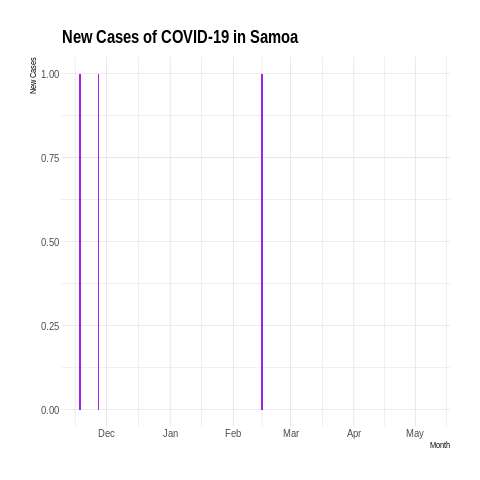 New Cases of COVID-19 in Samoa
New Cases
1.00
0.75
0.50
0.25
0.00
Dec Jan Feb Mar Apr May
Month